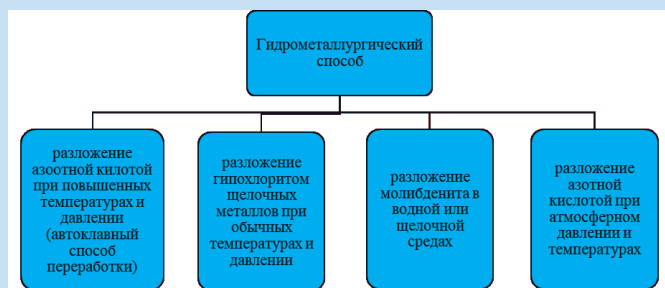 Гидрометаллургический
способ
разложение
азоотной килотой
при повышенных
температурах и
давлении
(автоклавный
способ
переработки)
разложение
гипохлоритом
щелочных
металлов при
обычных
температурах и
давлении
разложение
молибденита в
водной или
щелочной
средах
разложение
азотной
кислотой при
атмосферном
давлении и
температурах